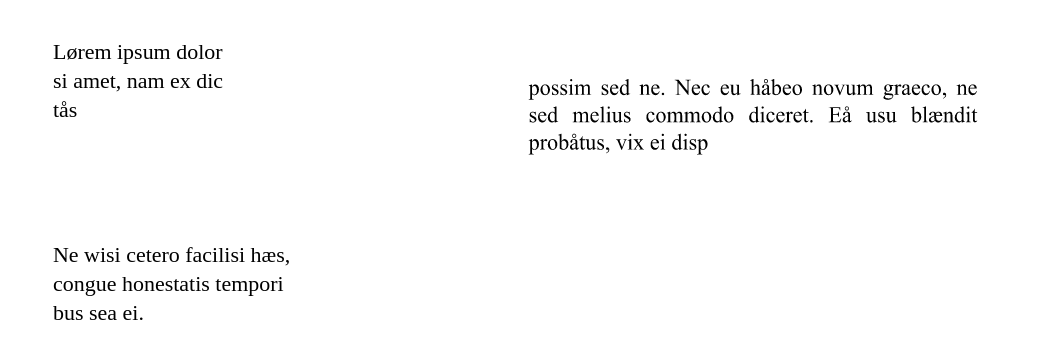 Lørem ipsum dolor
si amet, nam ex dic
tås
possim sed ne. Nec eu håbeo novum graeco, ne
sed melius commodo diceret. Eå usu blændit
probåtus, vix ei disp
Ne wisi cetero facilisi hæs,
congue honestatis tempori
bus sea ei.